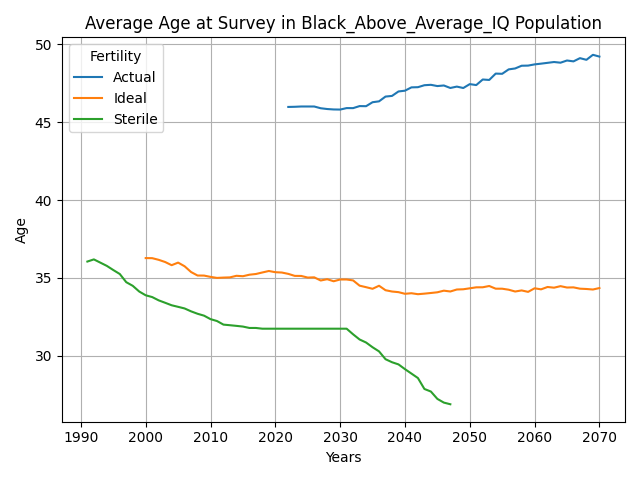 Average Age at Survey in Black_Above_Average_IQ Population
Fertility
Actual
Ideal
Sterile
50
45
40
35
30
Age
1990 2000 2010 2020 2030 2040 2050 2060 2070
Years